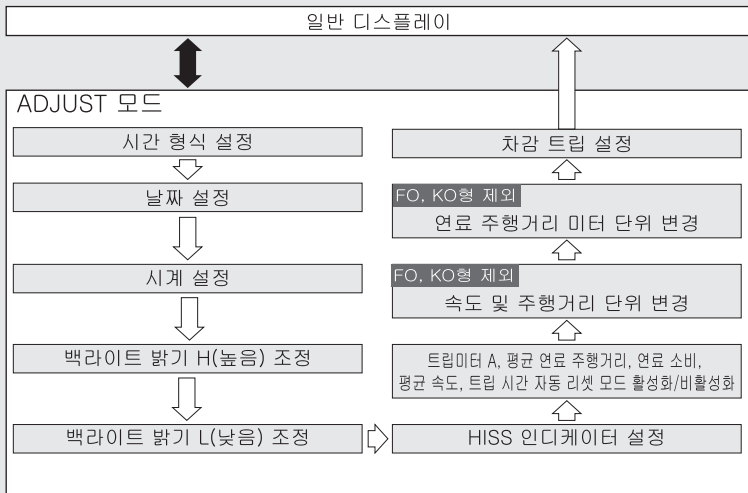 일반 디스플레이
ADJUST 모드
시간 형식 설정
날짜 설정
시계 설정
백라이트 밝기 H(높음) 조정
백라이트 밝기 L(낮음) 조정
HISS 인디케이터 설정
트립미터 A, 평균 연료 주행거리, 연료 소비,
평균 속도, 트립 시간 자동 리셋 모드 활성화/비활성화
FO, KO형 제외
속도 및 주행거리 단위 변경
FO, KO형 제외
연료 주행거리 미터 단위 변경
차감 트립 설정